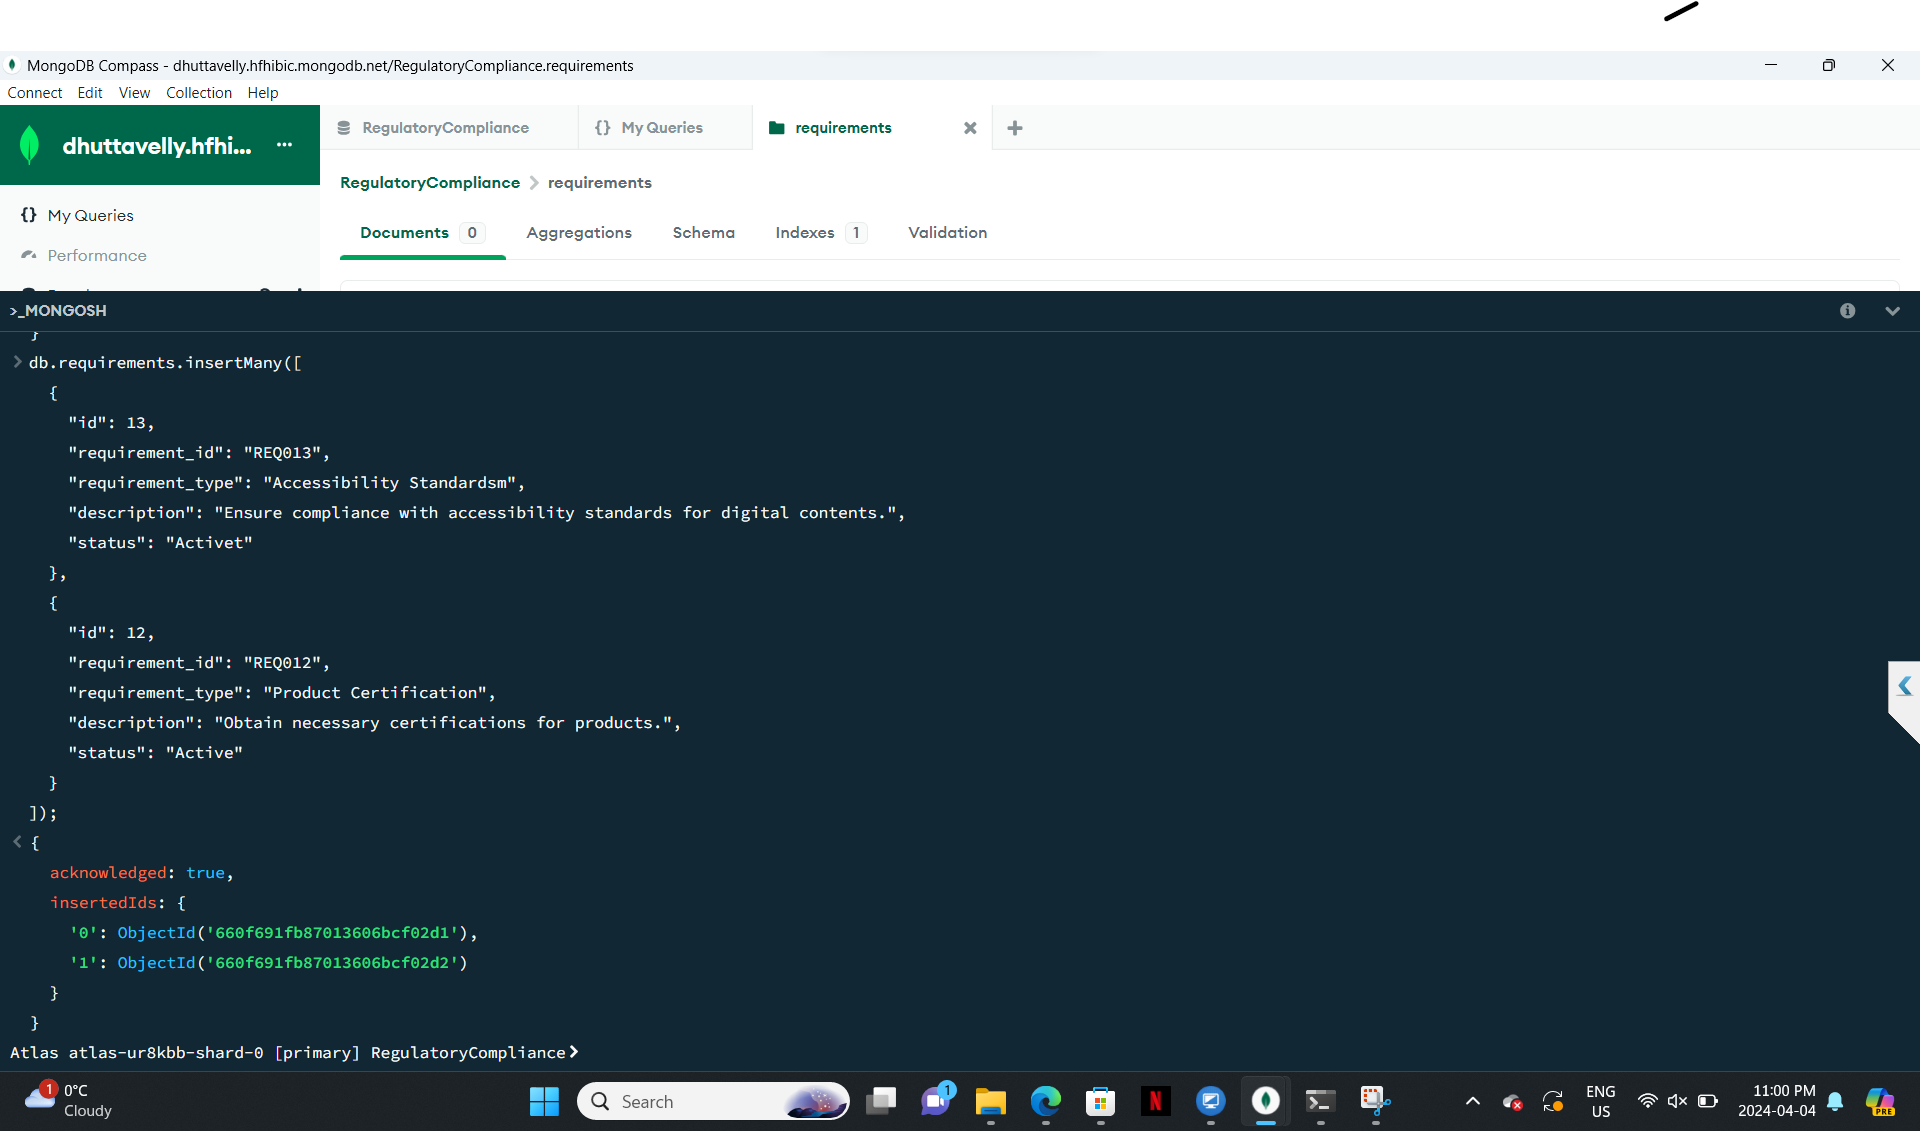 MongoDB Compass - dhuttavelly.hfhibic.mongodb.net/RegulatoryCompliance.requirements
Connect Edit View Collection Help
dhuttavelly.hfhi... ...
RegulatoryCompliance {} My Queries requirements
RegulatoryCompliance > requirements
{} My Queries
Documents 0 Aggregations Schema Indexes 1 Validation
Performance
>_MONGOSH
}
> db.requirements.insertMany([
{
"id": 13,
"requirement_id": "REQ013",
"requirement_type": "Accessibility Standardsm",
"description": "Ensure compliance with accessibility standards for digital contents.",
"status": "Activet"
},
{
"id": 12,
"requirement_id": "REQ012",
"requirement_type": "Product Certification",
"description": "Obtain necessary certifications for products.",
"status": "Active"
}
]);
< {
acknowledged: true,
insertedIds: {
'0': ObjectId('660f691fb87013606bcf02d1'),
'1': ObjectId('660f691fb87013606bcf02d2')
}
}
Atlas atlas-ur8kbb-shard-0 [primary] RegulatoryCompliance>
1 0°C
Cloudy
Search
1
N
ENG
US
11:00 PM
2024-04-04
PRE